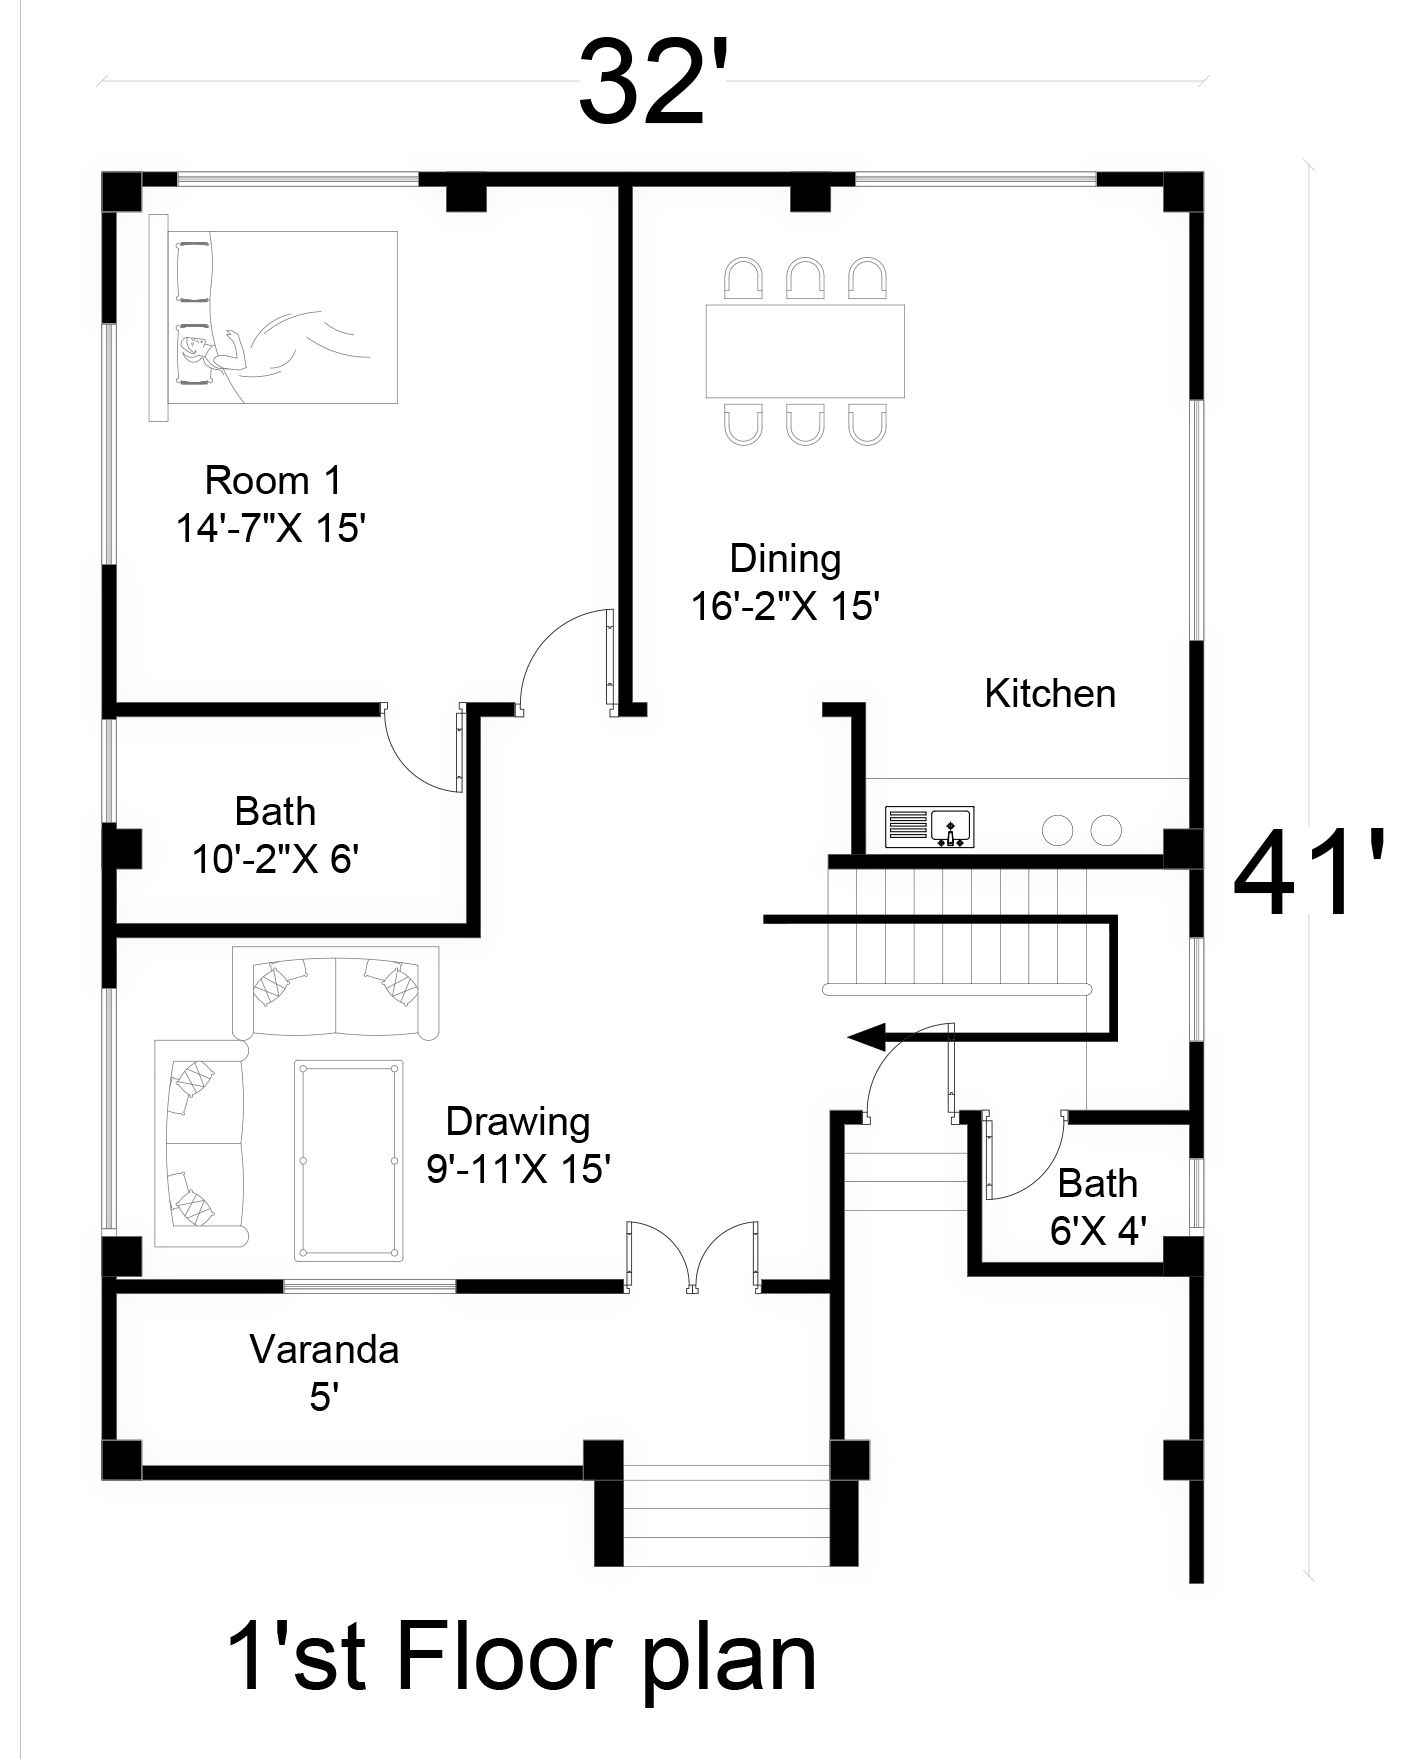 32'
Room 1
14'-7"X 15'
Dining
16'-2"X 15'
Kitchen
Bath
10'-2"X 6'
41'
Drawing
9'-11'X 15'
Bath
6'X 4'
Varanda
5'
1'st Floor plan